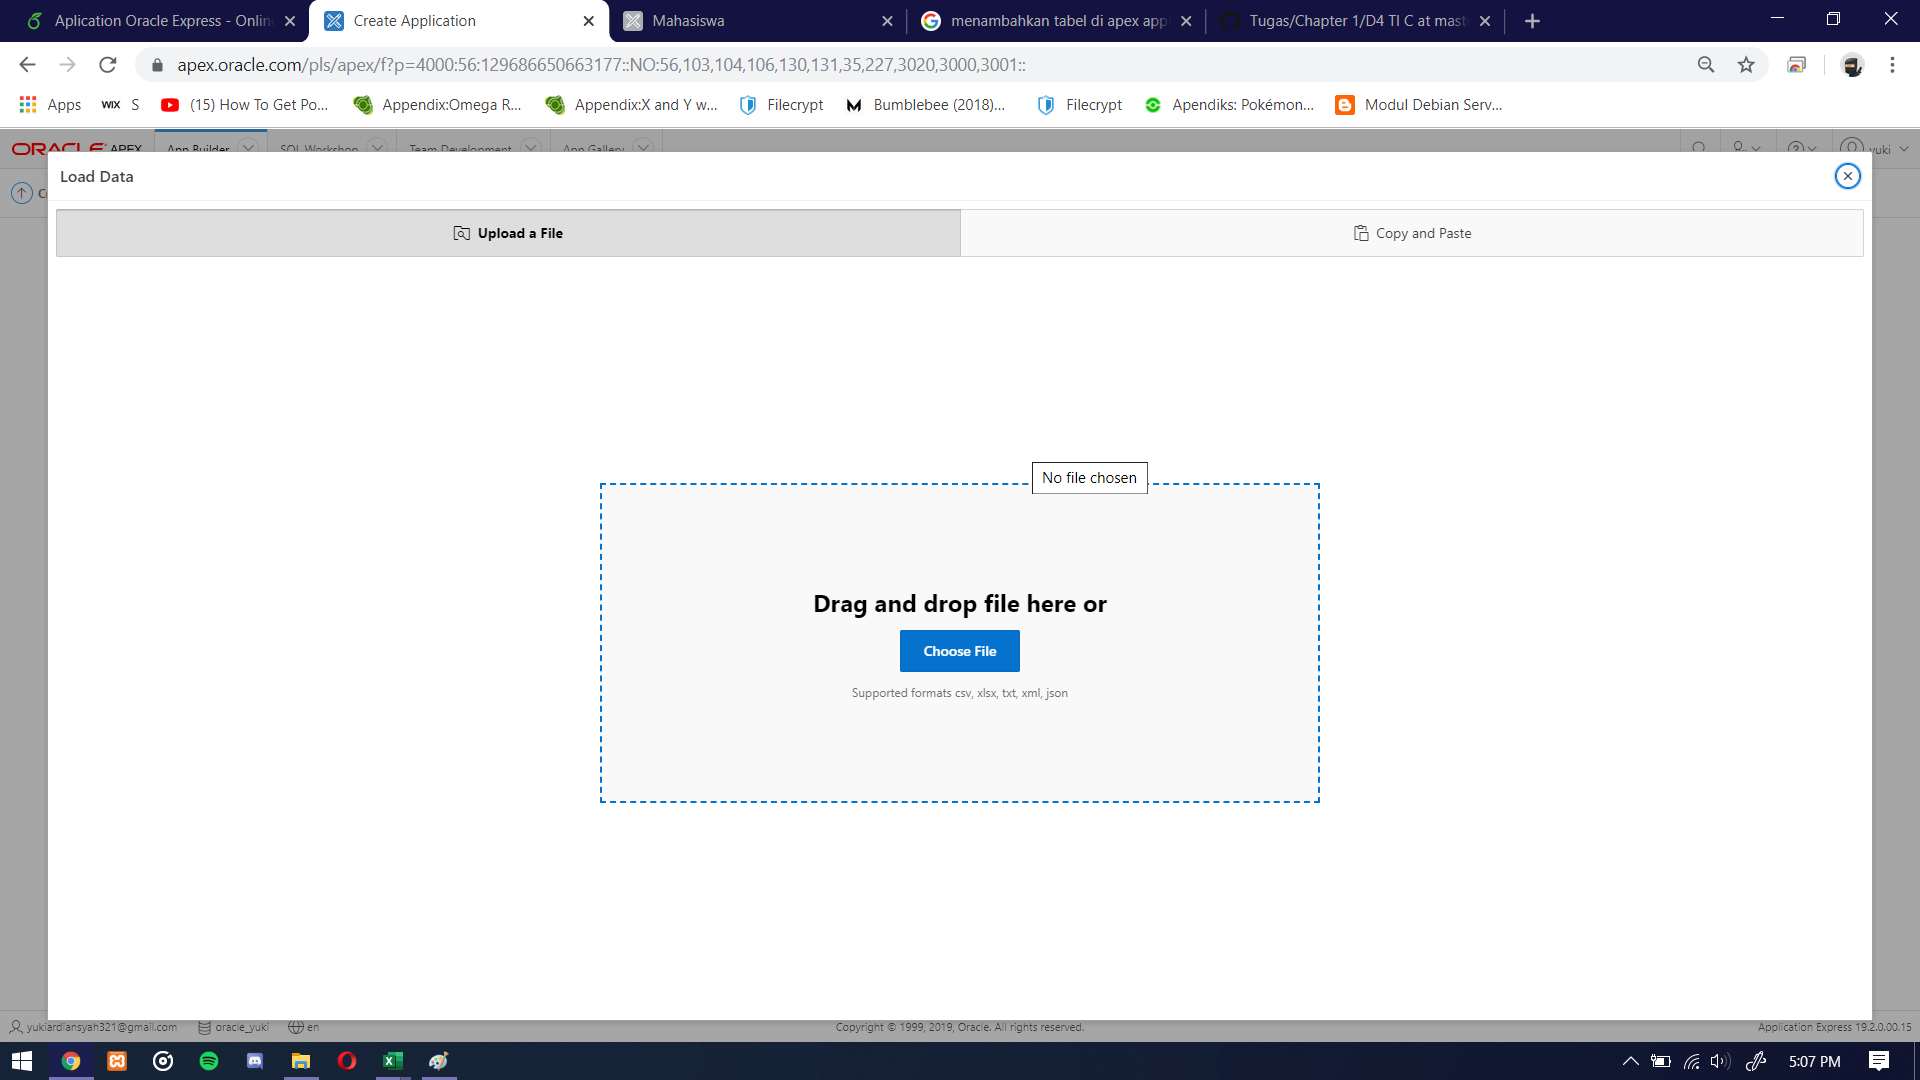 Aplication Oracle Express - Onlin
Create Application
Mahasiswa
menambahkan tabel di apex app
Tugas/Chapter 1/D4 TI C at mast
apex.oracle.com/pls/apex/f?p=4000:56:129686650663177::NO:56,103,104,106,130,131,35,227,3020,3000,3001::
Apps
WIX S
(15) How To Get Po...
Appendix:Omega R...
Appendix:X and Y w...
Filecrypt
Bumblebee (2018)...
Filecrypt
Apendiks: Pokémon...
Modul Debian Serv...
ORACLE APEX
App Builder
SQL Workshop
Team Development
App Gallery
yuki
Load Data
Upload a File
Copy and Paste
No file chosen
Drag and drop file here or
Choose File
Supported formats csv, xlsx, txt, xml, json
yukiardiansyah321@gmail.com
oracle_yuki
en
Copyright © 1999, 2019, Oracle. All rights reserved.
Application Express 19.2.0.00.15
5:07 PM